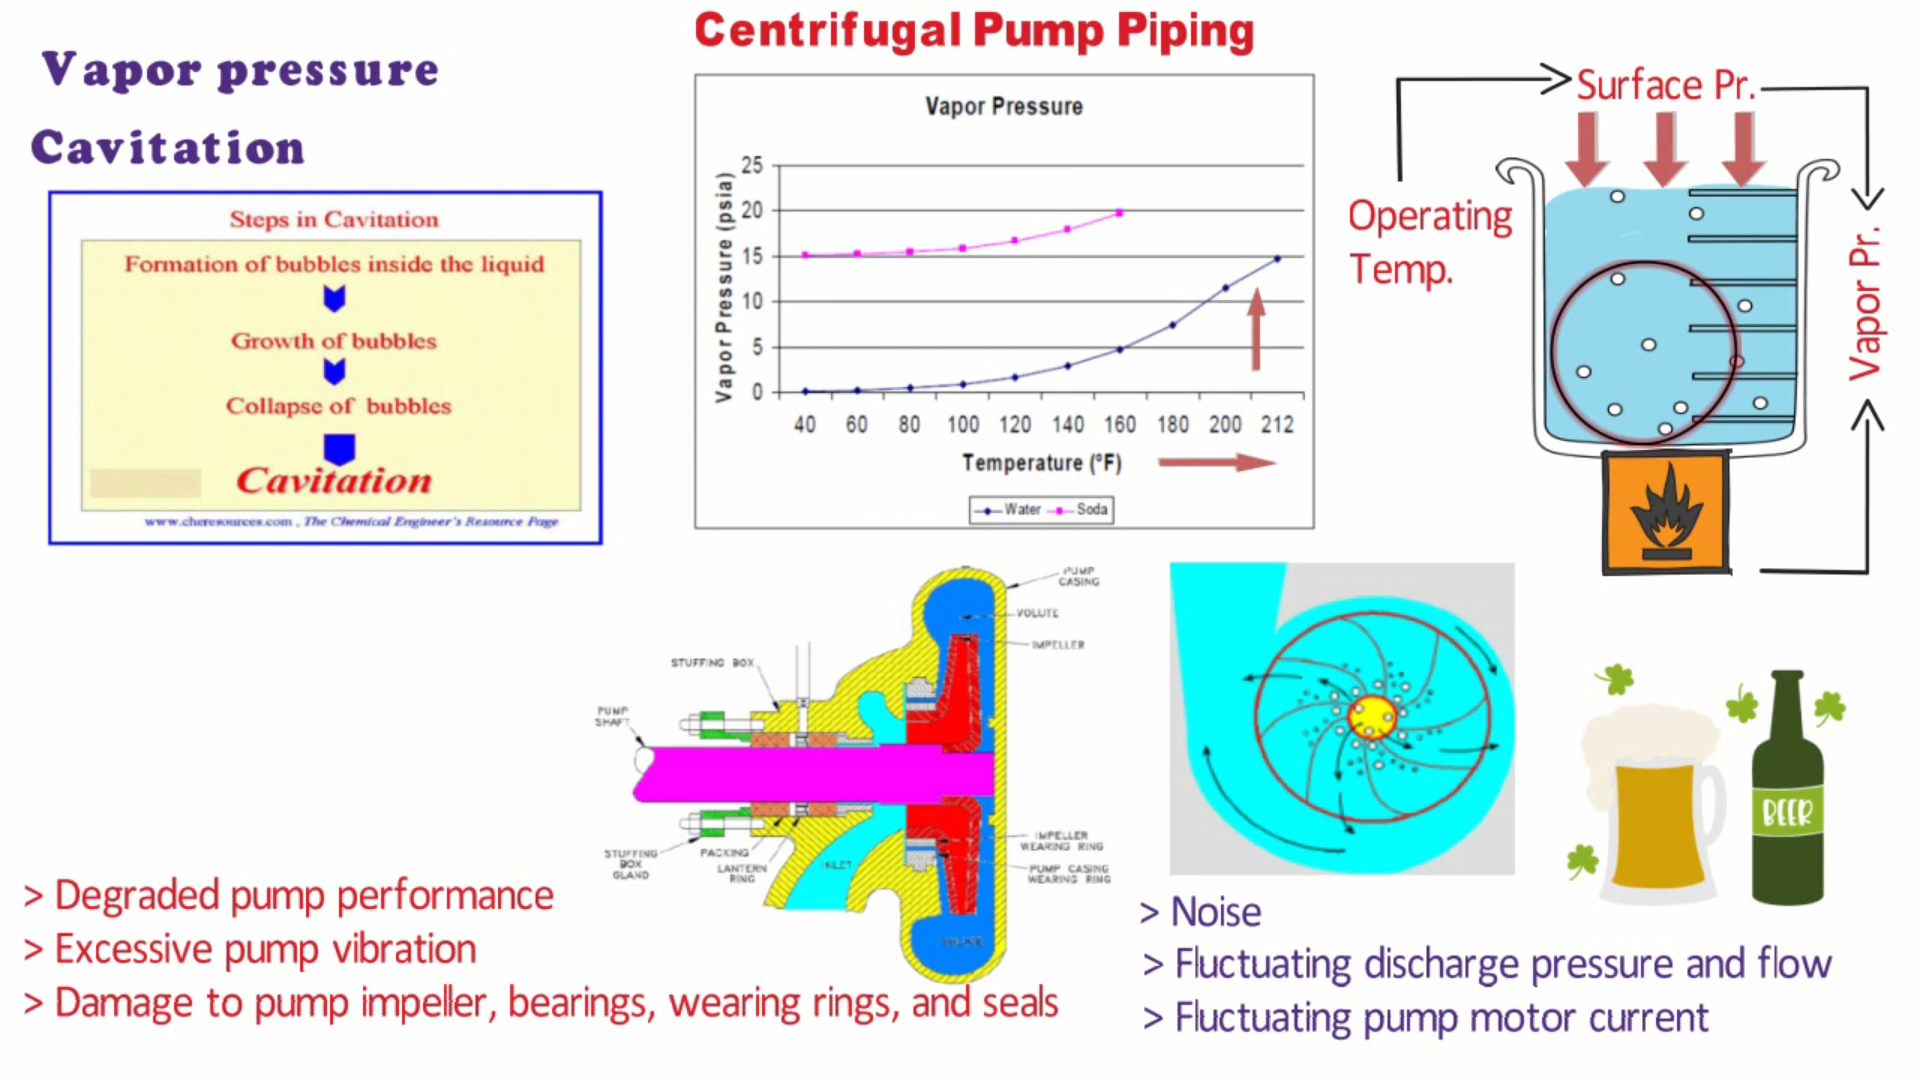 Centrifugal Pump Piping
Vapor pressure
Cavitation
Steps in Cavitation
Formation of bubbles inside the liquid
Growth of bubbles
Collapse of bubbles
Cavitation
www.cheresources.com , The Chemical Engineer's Resource Page
Vapor Pressure
Vapor Pressure (psia)
25
20
15
10
5
0
40 60 80 100 120 140 160 180 200 212
Temperature (ºF)
Water Soda
Surface Pr.
Operating
Temp.
Vapor Pr.
PUMP
CASING
VOLUTE
IMPELLER
STUFFING BOX
PUMP
SHAFT
STUFFING
BOX
GLAND
PACKING
LANTERN
RING
INLET
IMPELLER
WEARING RING
PUMP CASING
WEARING RING
VOLUTE
BEER
> Degraded pump performance
> Excessive pump vibration
> Damage to pump impeller, bearings, wearing rings, and seals
> Noise
> Fluctuating discharge pressure and flow
> Fluctuating pump motor current